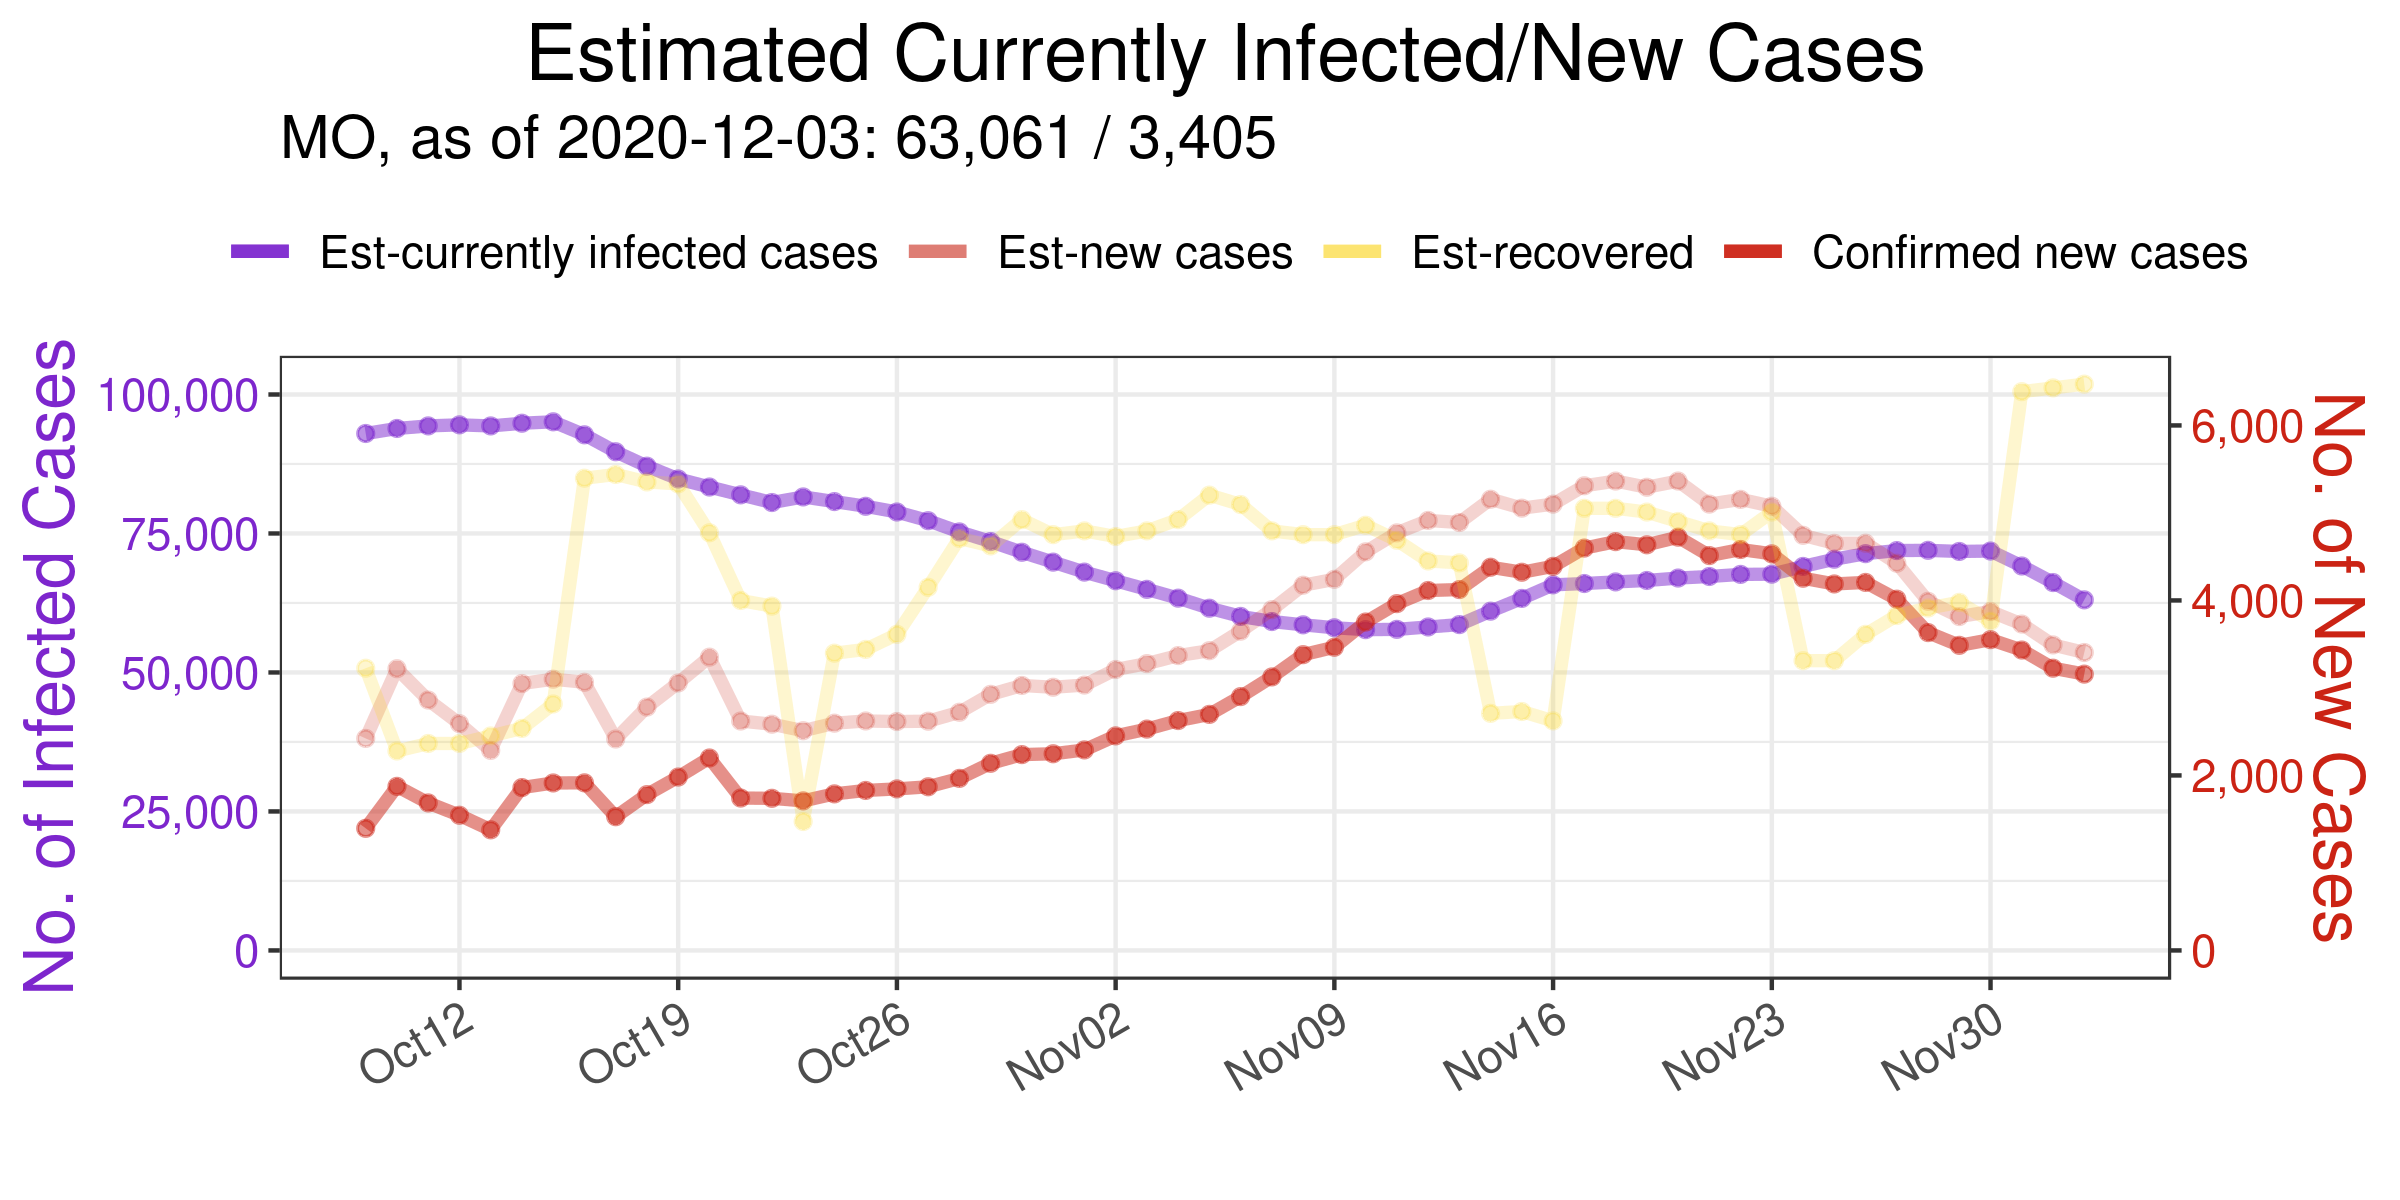 Estimated Currently Infected/New Cases
MO, as of 2020-12-03: 63,061 / 3,405
Est-currently infected cases Est-new cases Est-recovered Confirmed new cases
No. of Infected Cases
100,000
75,000
50,000
25,000
0
6,000
4,000
2,000
0
No. of New Cases
Oct12 Oct19 Oct26 Nov02 Nov09 Nov16 Nov23 Nov30